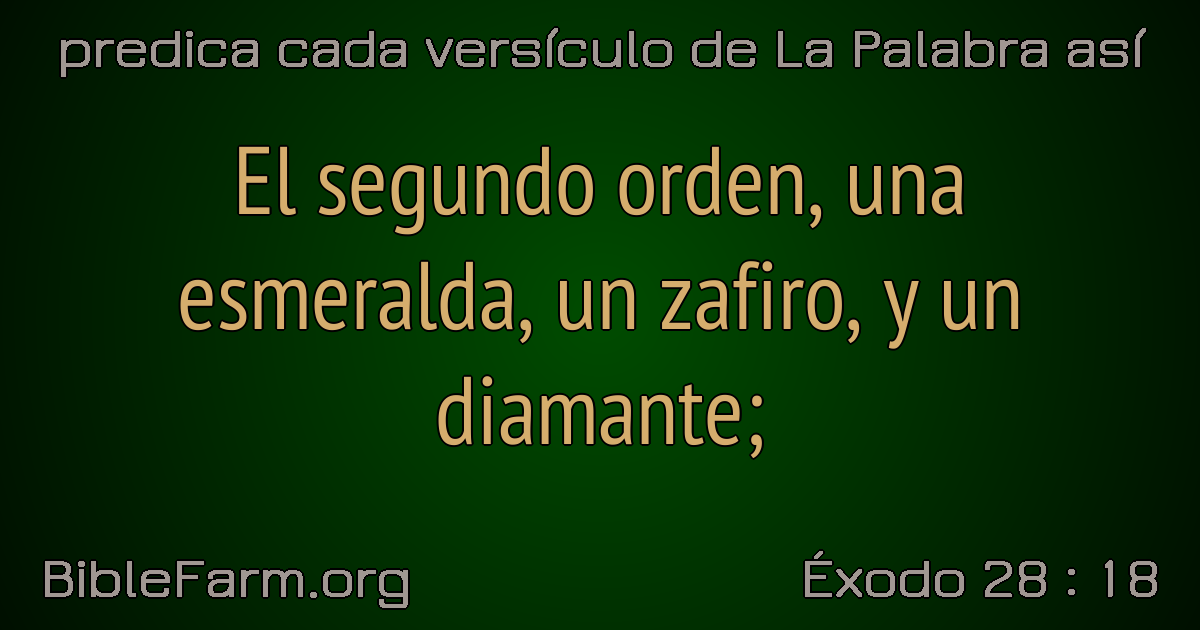 predica cada versículo de La Palabra así
El segundo orden, una
esmeralda, un zafiro, y un
diamante;
BibleFarm.org
Éxodo 28 : 18